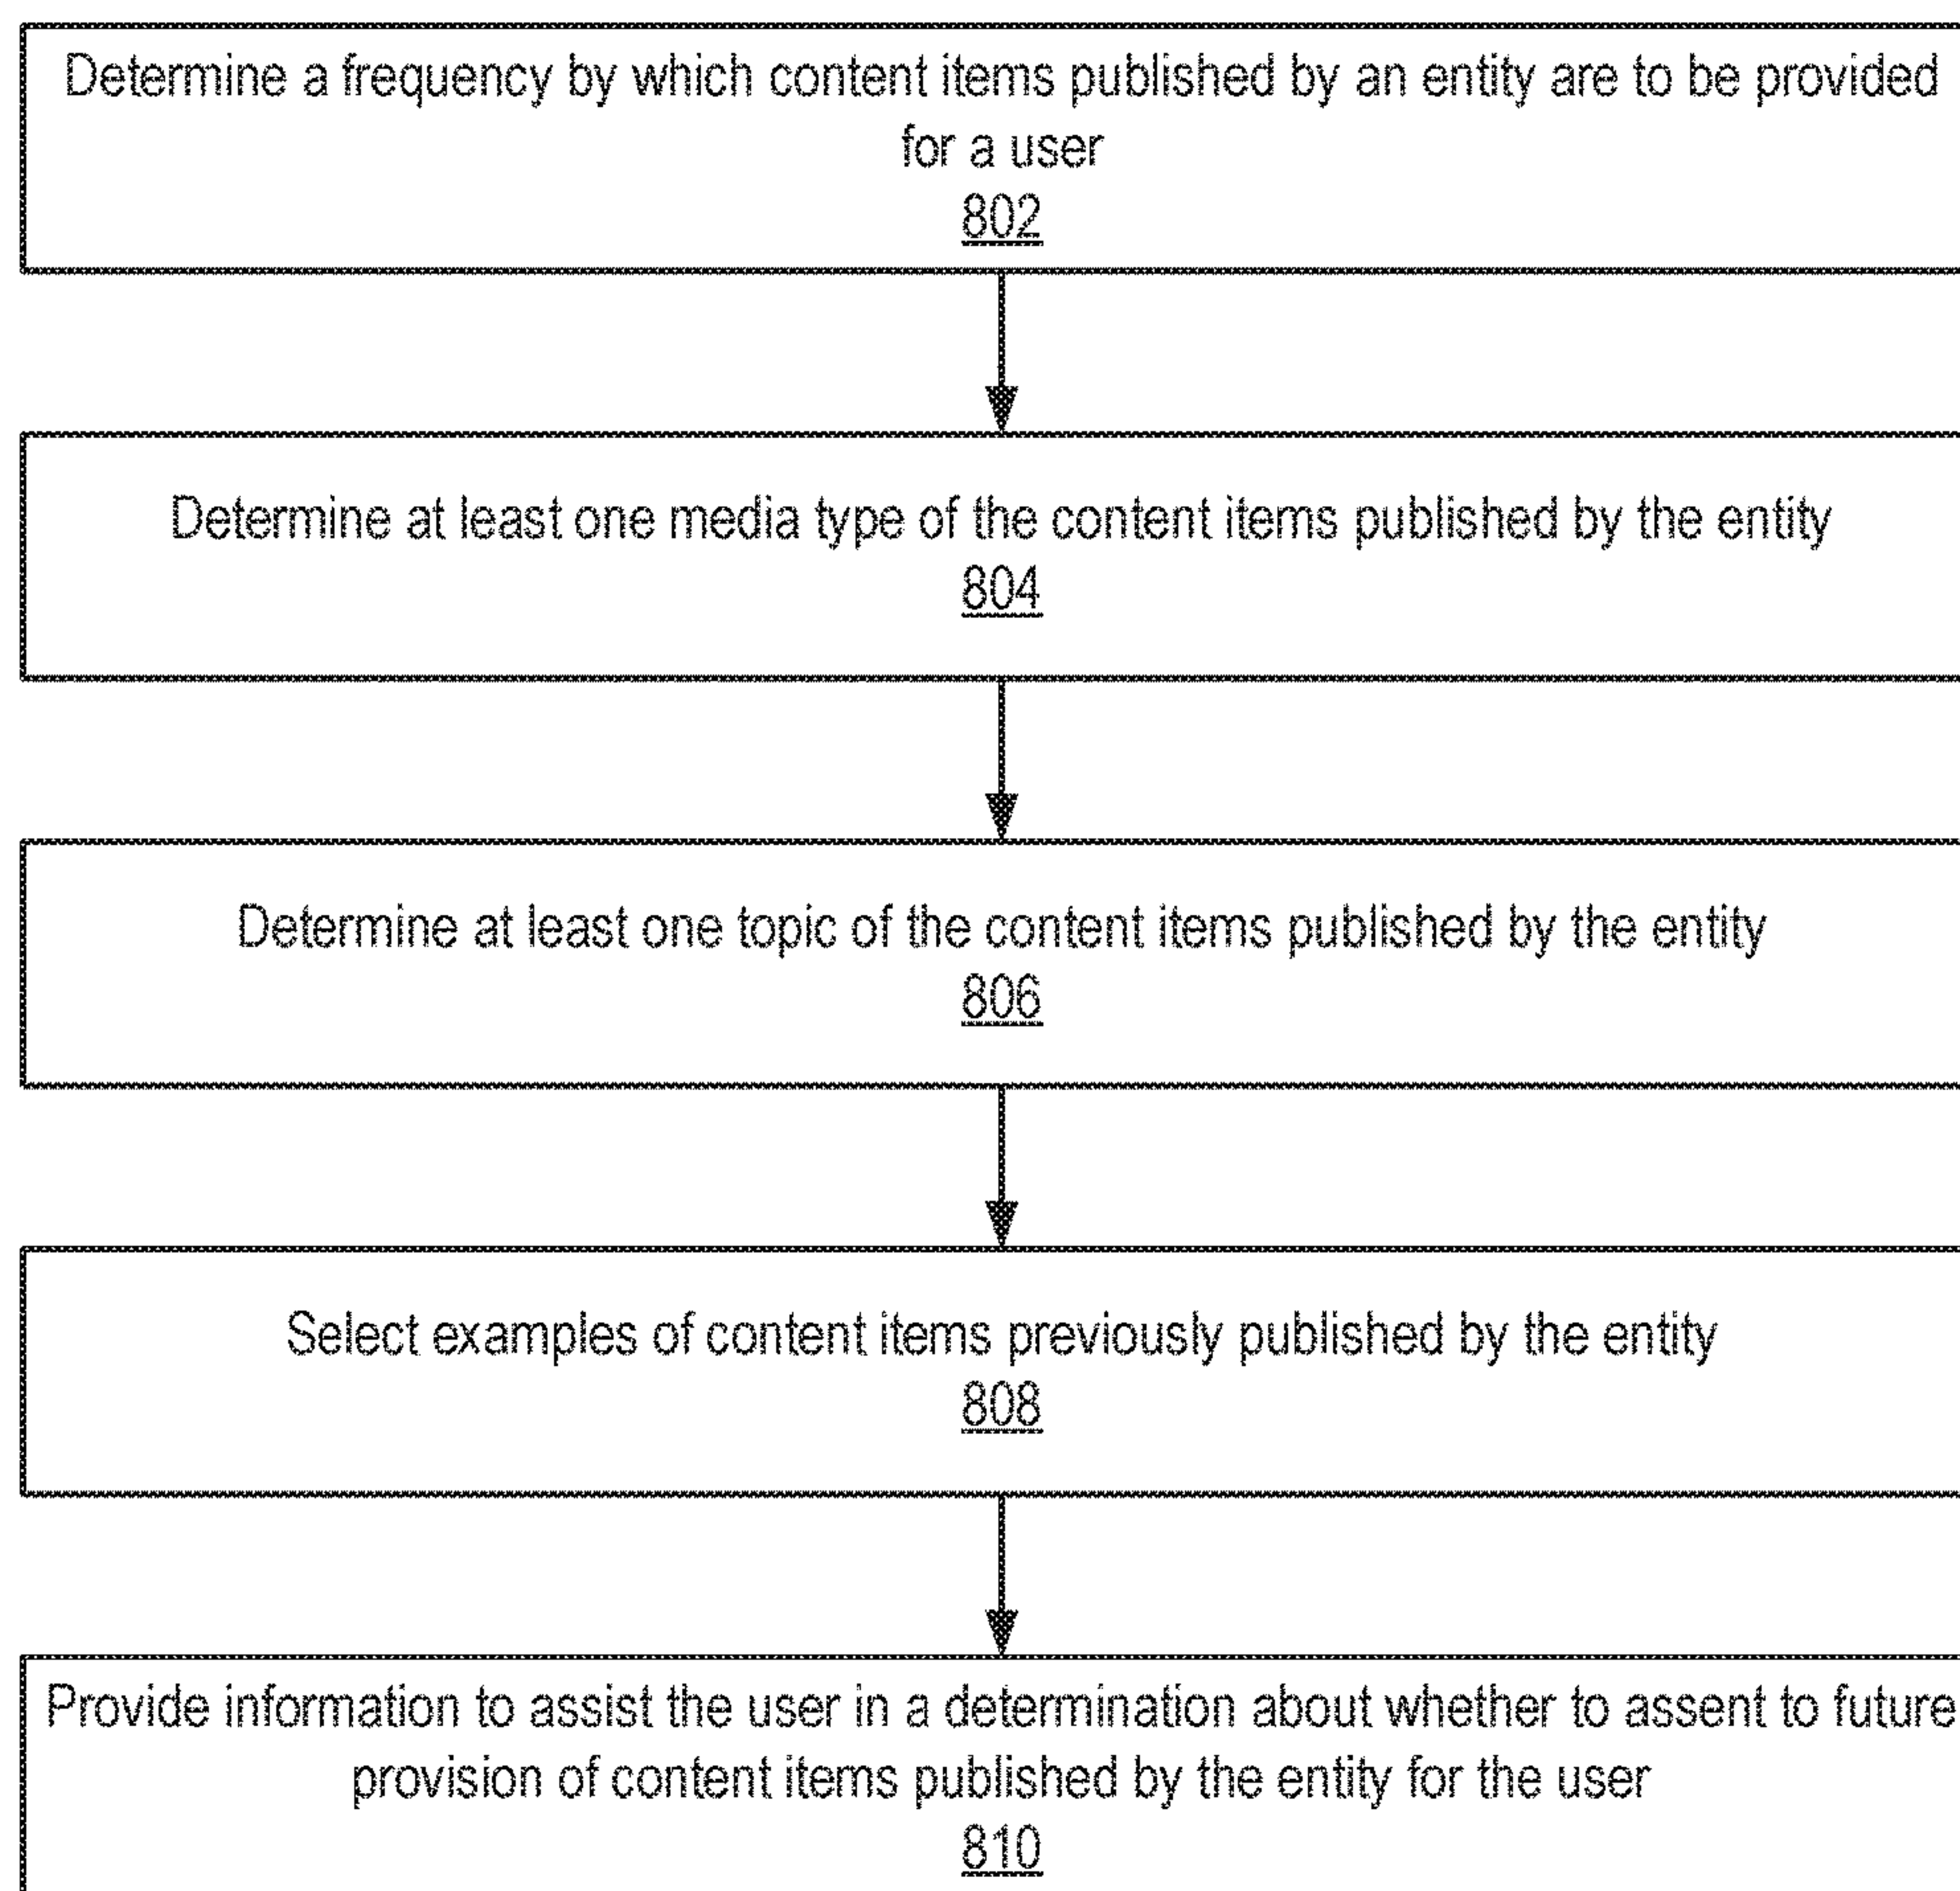 Determine a frequency by which content items published by an entity are to be provided
for a user
802
Determine at least one media type of the content items published by the entity
804
Determine at least one topic of the content items published by the entity
806
Select examples of content items previously published by the entity
808
Provide information to assist the user in a determination about whether to assent to future
provision of content items published by the entity for the user
810